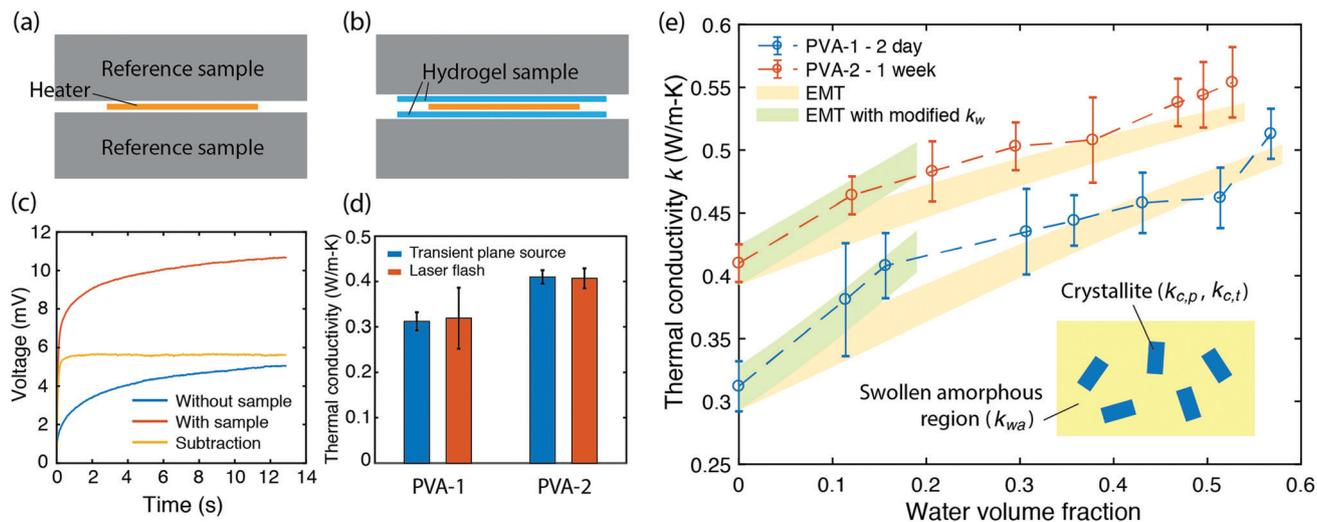 (a)
Reference sample
Heater
Reference sample
(b)
Hydrogel sample
(c)
Voltage (mV)
12
10
8
6
4
2
0
Without sample
With sample
Subtraction
0 2 4 6 8 10 12 14
Time (s)
(d)
Thermal conductivity (W/m-K)
0.5
0.4
0.3
0.2
0.1
0
Transient plane source
Laser flash
PVA-1 PVA-2
(e)
Thermal conductivity k (W/m-K)
0.6
0.55
0.5
0.45
0.4
0.35
0.3
0.25
PVA-1 - 2 day
PVA-2 - 1 week
EMT
EMT with modified kw
Crystallite (kc,p , kc,t)
Swollen amorphous
region (kwa)
0 0.1 0.2 0.3 0.4 0.5 0.6
Water volume fraction